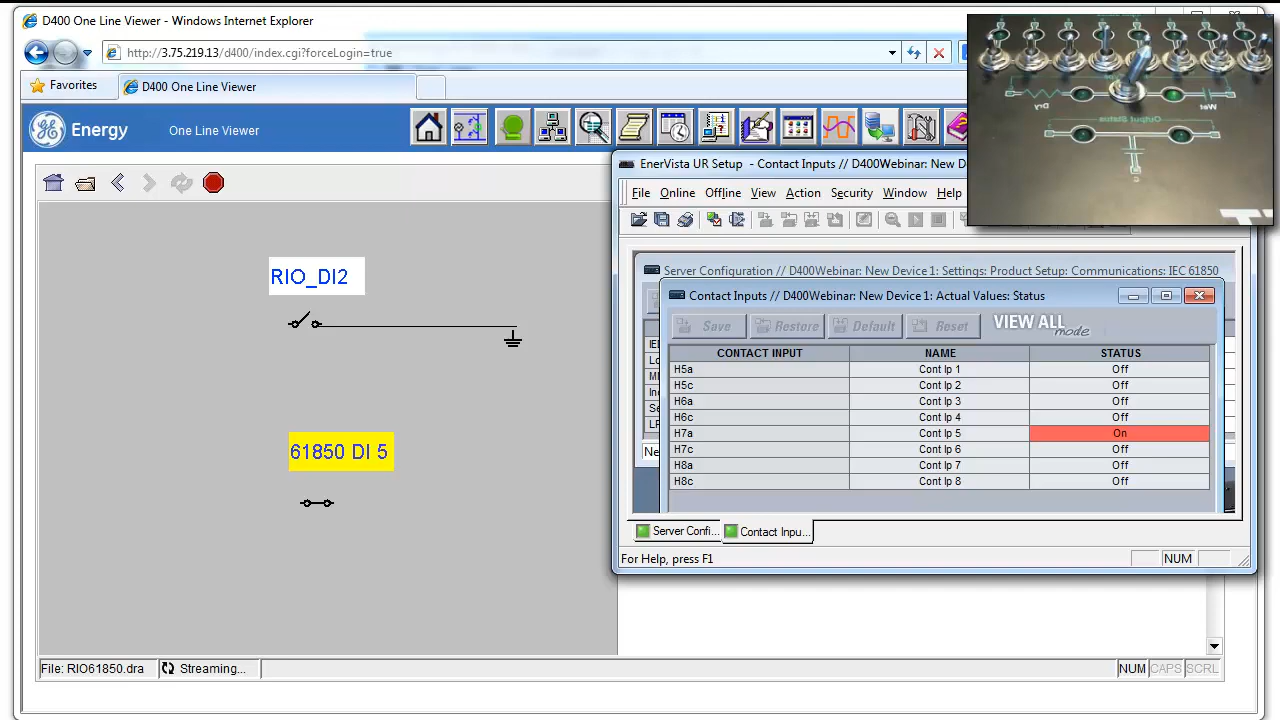 D400 One Line Viewer - Windows Internet Explorer
http://3.75.219.13/d400/index.cgi?forceLogin=true
Favorites
D400 One Line Viewer
GE Energy
One Line Viewer
Dry
Wet
Output Status
EnerVista UR Setup - Contact Inputs // D400Webinar: New D
File Online Offline View Action Security Window Help
RIO_DI2
61850 DI 5
Server Configuration // D400Webinar: New Device 1: Settings: Product Setup: Communications: IEC 61850
Contact Inputs // D400Webinar: New Device 1: Actual Values: Status
Save Restore Default Reset VIEW ALL mode
CONTACT INPUT NAME STATUS
H5a Cont Ip 1 Off
H5c Cont Ip 2 Off
H6a Cont Ip 3 Off
H6c Cont Ip 4 Off
H7a Cont Ip 5 On
H7c Cont Ip 6 Off
H8a Cont Ip 7 Off
H8c Cont Ip 8 Off
Server Confi... Contact Inpu...
For Help, press F1
NUM
File: RIO61850.dra Streaming...
NUM CAPS SCRL